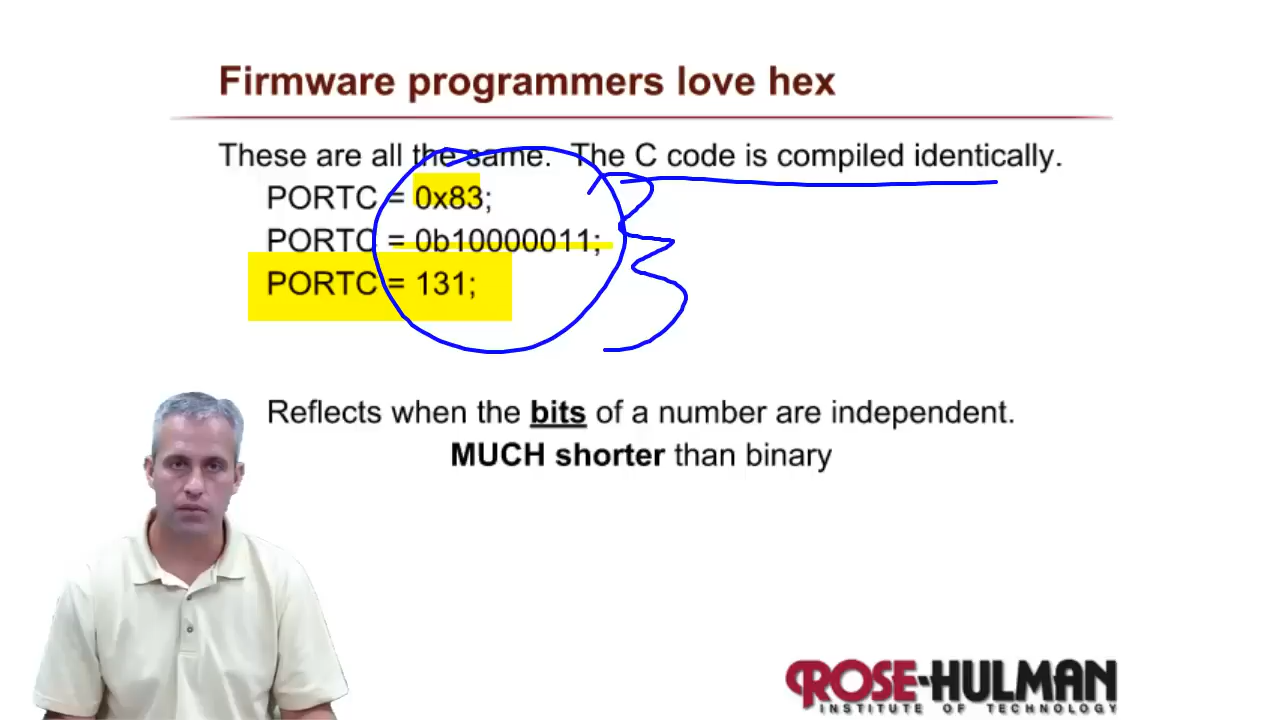 Firmware programmers love hex
These are all the same. The C code is compiled identically.
PORTC = 0x83;
PORTC = 0b10000011;
PORTC = 131;
Reflects when the bits of a number are independent.
MUCH shorter than binary
ROSE-HULMAN
INSTITUTE OF TECHNOLOGY